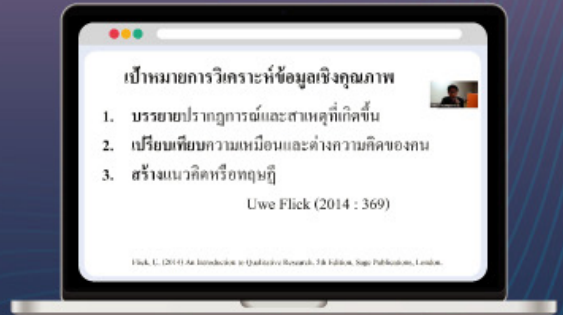 เป้าหมายการวิเคราะห์ข้อมูลเชิงคุณภาพ
1. บรรยายปรากฏการณ์และสาเหตุที่เกิดขึ้น
2. เปรียบเทียบความเหมือนและต่างความคิดของคน
3. สร้างแนวคิดหรือทฤษฎี
Uwe Flick (2014 : 369)
Flick, U. (2014) An Introduction to Qualitative Research. 5th Edition, Sage Publications, London.